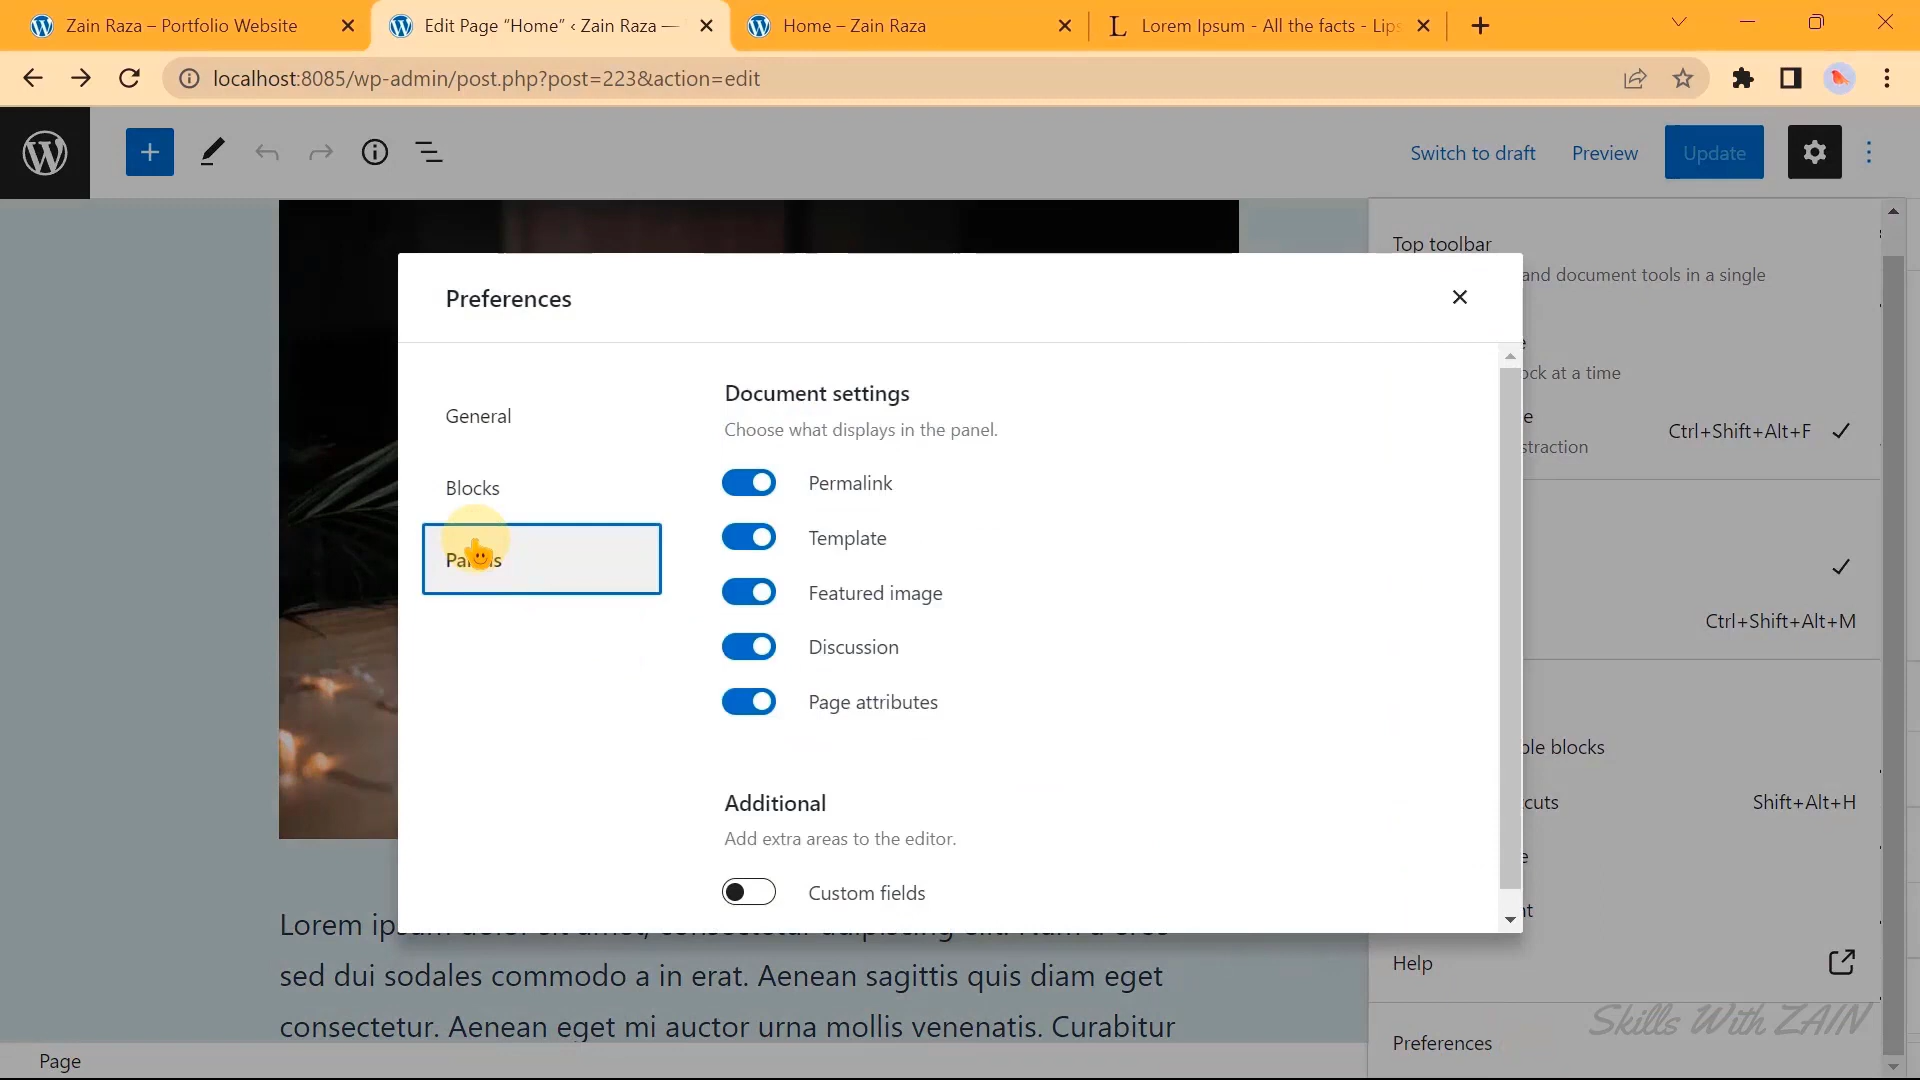 Zain Raza – Portfolio Website
Edit Page “Home” ‹ Zain Raza —
Home – Zain Raza
Lorem Ipsum - All the facts - Lips
localhost:8085/wp-admin/post.php?post=223&action=edit
Switch to draft
Preview
Update
Top toolbar
and document tools in a single
Preferences
ock at a time
Ctrl+Shift+Alt+F
straction
General
Blocks
Document settings
Choose what displays in the panel.
Permalink
Template
Featured image
Discussion
Page attributes
Additional
Add extra areas to the editor.
Custom fields
Ctrl+Shift+Alt+M
ble blocks
cuts
Shift+Alt+H
Help
Preferences
Lorem
sed dui sodales commodo a in erat. Aenean sagittis quis diam eget
consectetur. Aenean eget mi auctor urna mollis venenatis. Curabitur
Skills With ZAIN
Page